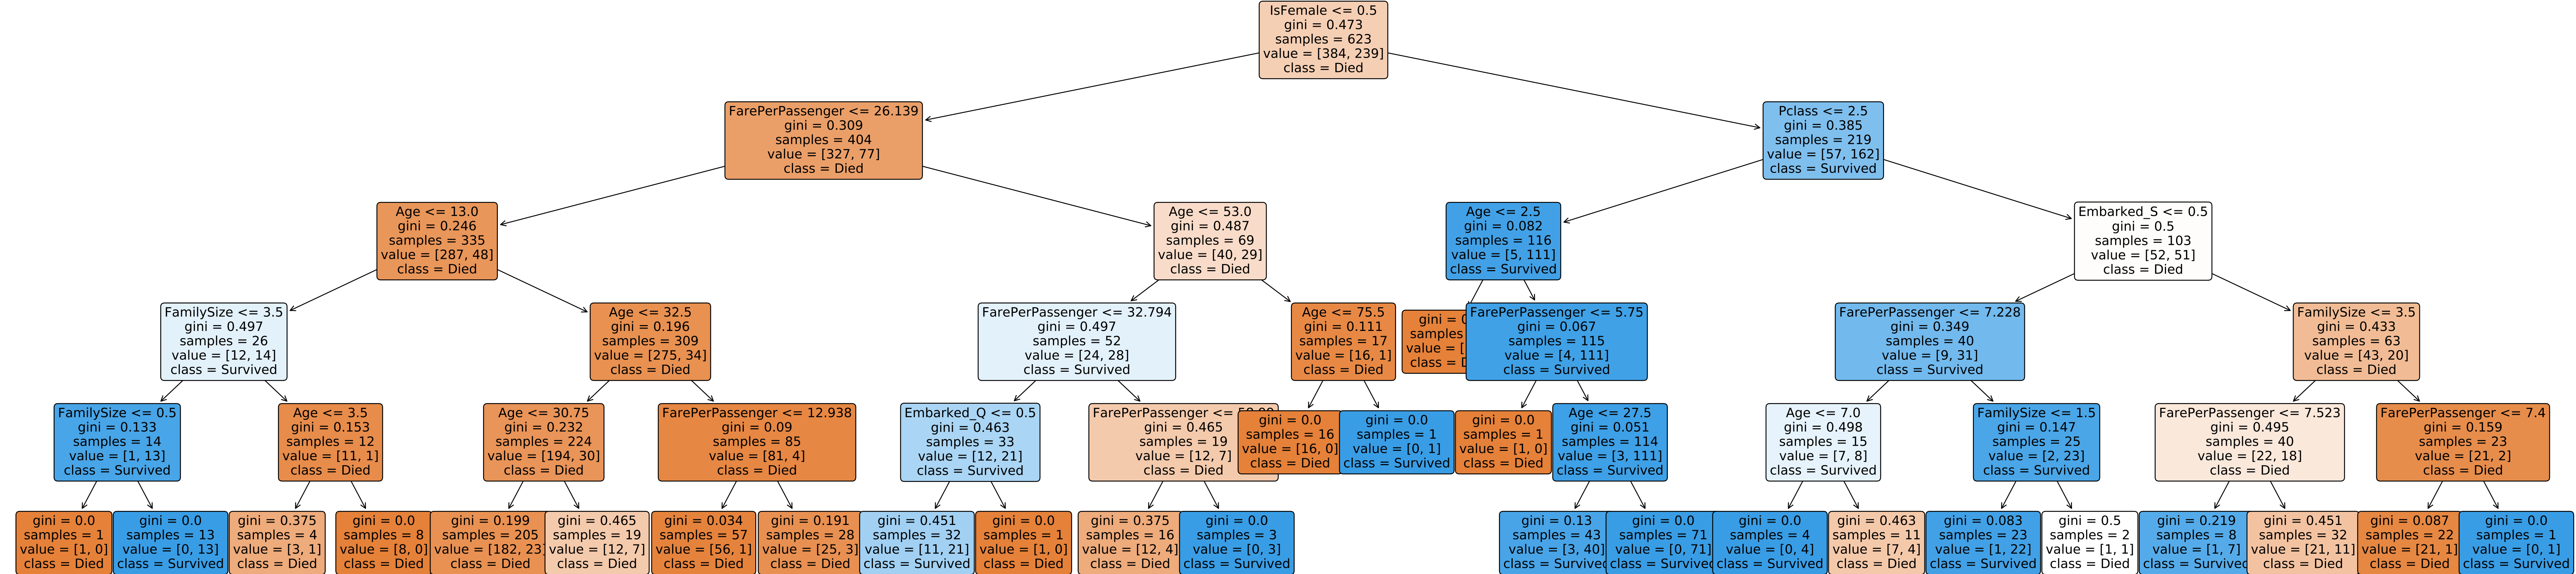 IsFemale <= 0.5
gini = 0.473
samples = 623
value = [384, 239]
class = Died
FarePerPassenger <= 26.139
gini = 0.309
samples = 404
value = [327, 77]
class = Died
Pclass <= 2.5
gini = 0.385
samples = 219
value = [57, 162]
class = Survived
Age <= 13.0
gini = 0.246
samples = 335
value = [287, 48]
class = Died
Age <= 53.0
gini = 0.487
samples = 69
value = [40, 29]
class = Died
Age <= 2.5
gini = 0.082
samples = 116
value = [5, 111]
class = Survived
Embarked_S <= 0.5
gini = 0.5
samples = 103
value = [52, 51]
class = Died
FamilySize <= 3.5
gini = 0.497
samples = 26
value = [12, 14]
class = Survived
Age <= 32.5
gini = 0.196
samples = 309
value = [275, 34]
class = Died
FarePerPassenger <= 32.794
gini = 0.497
samples = 52
value = [24, 28]
class = Survived
Age <= 75.5
gini = 0.111
samples = 17
value = [16, 1]
class = Died
gini =
samples
value =
class =
FarePerPassenger <= 5.75
gini = 0.067
samples = 115
value = [4, 111]
class = Survived
FarePerPassenger <= 7.228
gini = 0.349
samples = 40
value = [9, 31]
class = Survived
FamilySize <= 3.5
gini = 0.433
samples = 63
value = [43, 20]
class = Died
FamilySize <= 0.5
gini = 0.133
samples = 14
value = [1, 13]
class = Survived
Age <= 3.5
gini = 0.153
samples = 12
value = [11, 1]
class = Died
Age <= 30.75
gini = 0.232
samples = 224
value = [194, 30]
class = Died
FarePerPassenger <= 12.938
gini = 0.09
samples = 85
value = [81, 4]
class = Died
Embarked_Q <= 0.5
gini = 0.463
samples = 33
value = [12, 21]
class = Survived
FarePerPassenger <=
gini = 0.465
samples = 19
value = [12, 7]
class = Died
gini = 0.0
samples = 16
value = [16, 0]
class = Died
gini = 0.0
samples = 1
value = [0, 1]
class = Survived
gini = 0.0
samples = 1
value = [1, 0]
class = Died
Age <= 27.5
gini = 0.051
samples = 114
value = [3, 111]
class = Survived
Age <= 7.0
gini = 0.498
samples = 15
value = [7, 8]
class = Survived
FamilySize <= 1.5
gini = 0.147
samples = 25
value = [2, 23]
class = Survived
FarePerPassenger <= 7.523
gini = 0.495
samples = 40
value = [22, 18]
class = Died
FarePerPassenger <= 7.4
gini = 0.159
samples = 23
value = [21, 2]
class = Died
gini = 0.0
samples = 1
value = [1, 0]
class = Died
gini = 0.0
samples = 13
value = [0, 13]
class = Survived
gini = 0.375
samples = 4
value = [3, 1]
class = Died
gini = 0.0
samples = 8
value = [8, 0]
class = Died
gini = 0.199
samples = 205
value = [182, 23]
class = Died
gini = 0.465
samples = 19
value = [12, 7]
class = Died
gini = 0.034
samples = 57
value = [56, 1]
class = Died
gini = 0.191
samples = 28
value = [25, 3]
class = Died
gini = 0.451
samples = 32
value = [11, 21]
class = Survived
gini = 0.0
samples = 1
value = [1, 0]
class = Died
gini = 0.375
samples = 16
value = [12, 4]
class = Died
gini = 0.0
samples = 3
value = [0, 3]
class = Survived
gini = 0.13
samples = 43
value = [3, 40]
class = Survived
gini = 0.0
samples = 71
value = [0, 71]
class = Survived
gini = 0.0
samples = 4
value = [0, 4]
class = Survived
gini = 0.463
samples = 11
value = [7, 4]
class = Died
gini = 0.083
samples = 23
value = [1, 22]
class = Survived
gini = 0.5
samples = 2
value = [1, 1]
class = Died
gini = 0.219
samples = 8
value = [1, 7]
class = Survived
gini = 0.451
samples = 32
value = [21, 11]
class = Died
gini = 0.087
samples = 22
value = [21, 1]
class = Died
gini = 0.0
samples = 1
value = [0, 1]
class = Survived